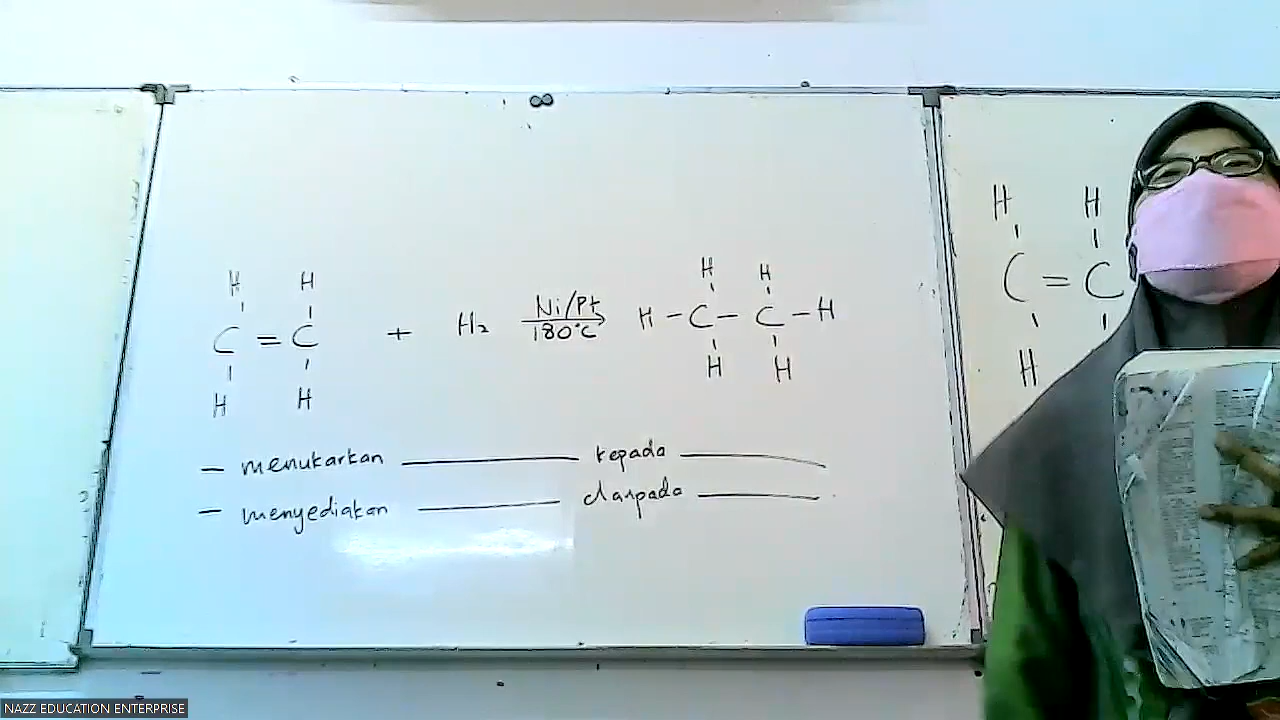 ∞
H H H H
C = C + H₂ Ni/Pt H - C - C - H
180°C
H H H H
— menukarkan ________ kepada ________
— menyediakan ________ daripada ________
H H
C = C
H
NAZZ EDUCATION ENTERPRISE